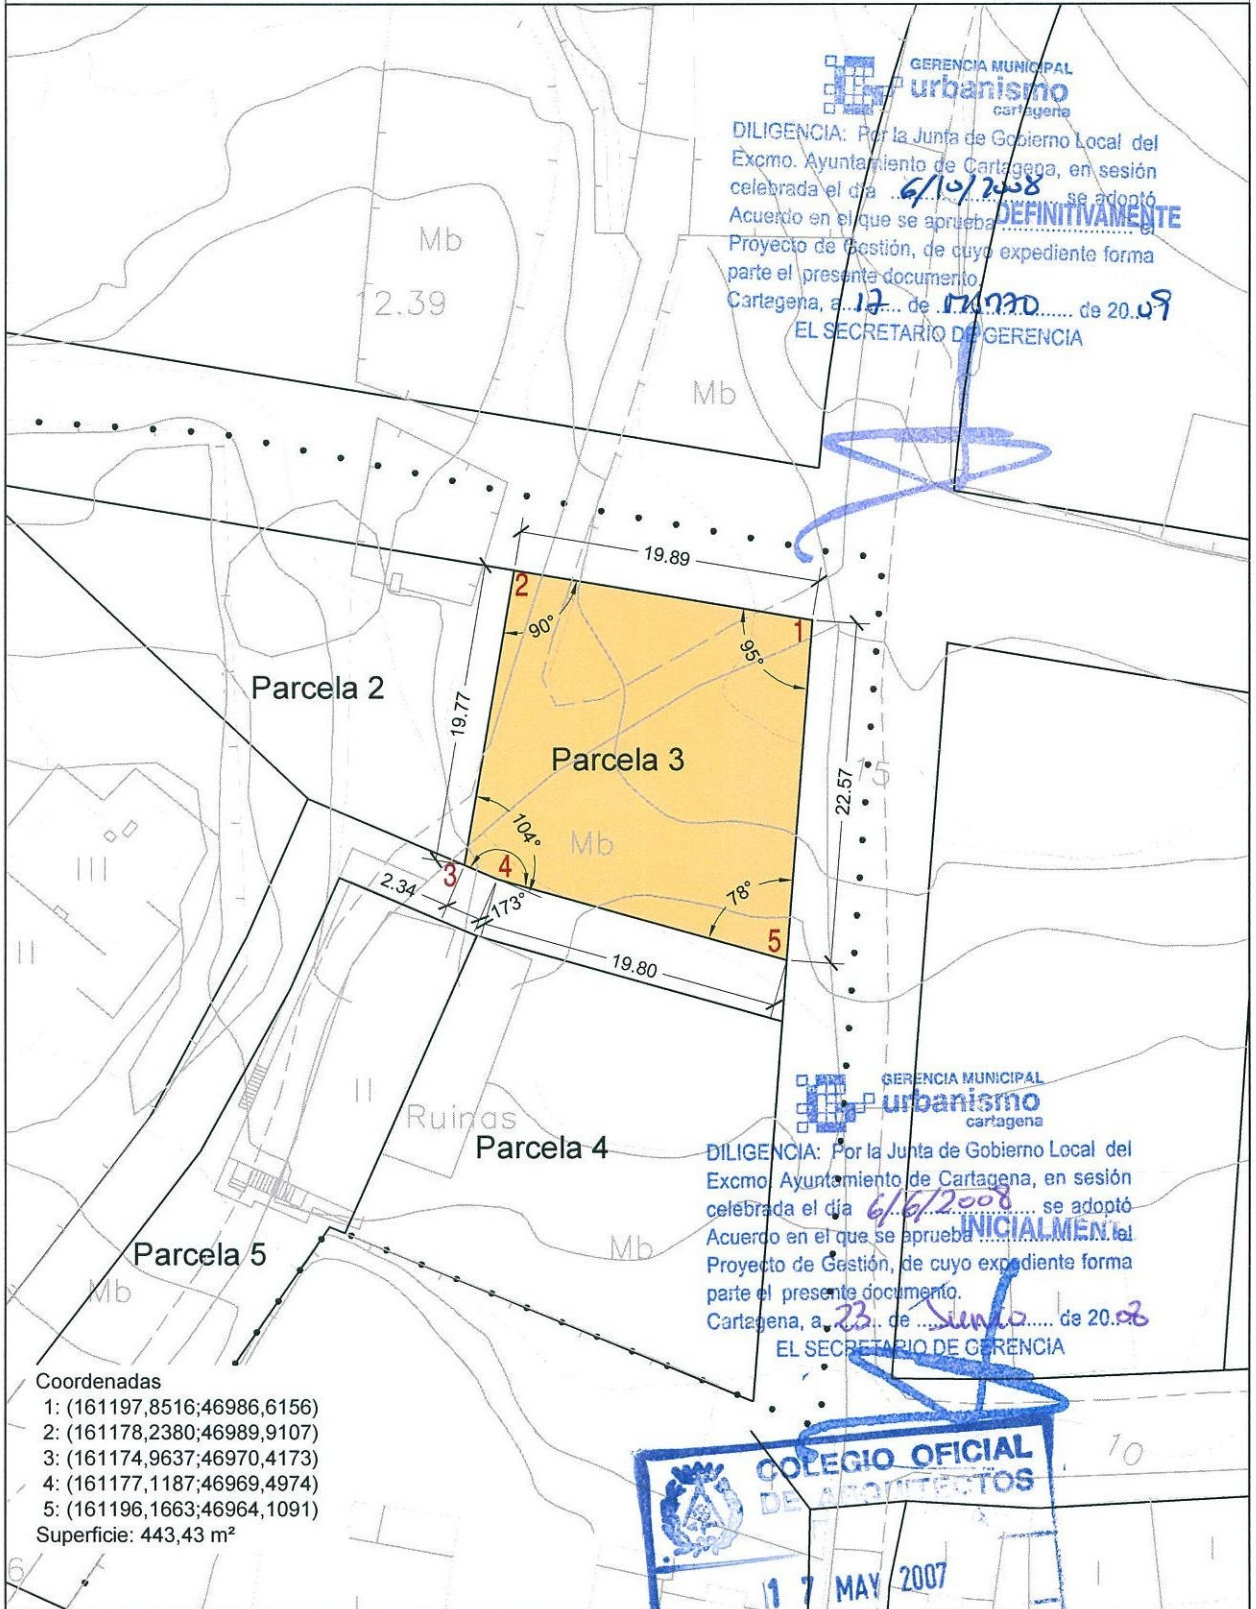 GERENCIA MUNICIPAL
urbanismo
cartagena
DILIGENCIA: Por la Junta de Gobierno Local del
Excmo. Ayuntamiento de Cartagena, en sesión
celebrada el día 6/10/2008 se adoptó
Acuerdo en el que se aprueba DEFINITIVAMENTE el
Proyecto de Gestión, de cuyo expediente forma
parte el presente documento.
Cartagena, a 17 de de 20.09
EL SECRETARIO DE GERENCIA
Mb
12.39
Mb
19.89
2
1
90°
95°
Parcela 2
19.77
Parcela 3
22.57
15
Mb
104°
III
3
4
2.34
173°
78°
5
II
19.80
II
Ruinas
Parcela 4
GERENCIA MUNICIPAL
urbanismo
cartagena
DILIGENCIA: Por la Junta de Gobierno Local del
Excmo. Ayuntamiento de Cartagena, en sesión
celebrada el día 6/6/2008 se adoptó
Acuerdo en el que se aprueba INICIALMENT el
Proyecto de Gestión, de cuyo expediente forma
parte el presente documento.
Cartagena, a 23 de de 20.08
EL SECRETARIO DE GERENCIA
Mb
Parcela 5
Mb
Coordenadas
1: (161197,8516;46986,6156)
2: (161178,2380;46989,9107)
3: (161174,9637;46970,4173)
4: (161177,1187;46969,4974)
5: (161196,1663;46964,1091)
Superficie: 443,43 m²
COLEGIO OFICIAL
DE ARQUITECTOS
17 MAY 2007
10
I
I
6